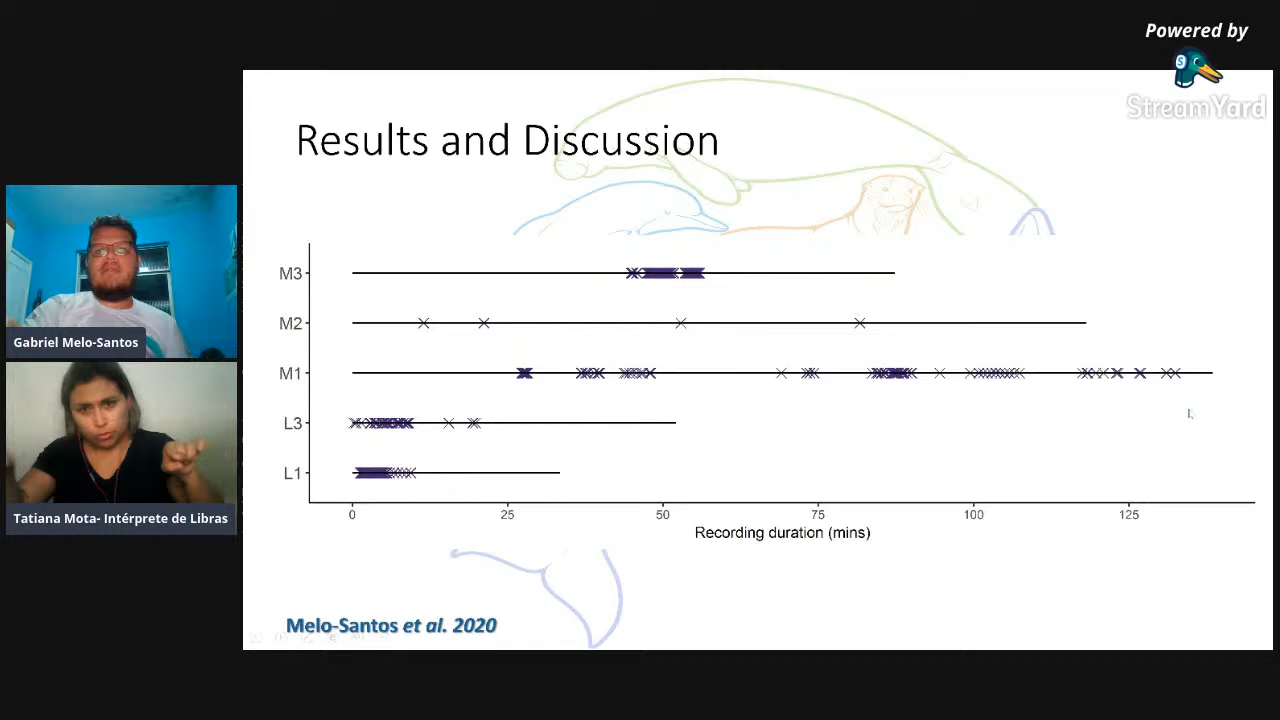 Powered by
StreamYard
Results and Discussion
M3
M2
M1
L3
L1
0 25 50 75 100 125
Recording duration (mins)
Melo-Santos et al. 2020
Gabriel Melo-Santos
Tatiana Mota- Intérprete de Libras